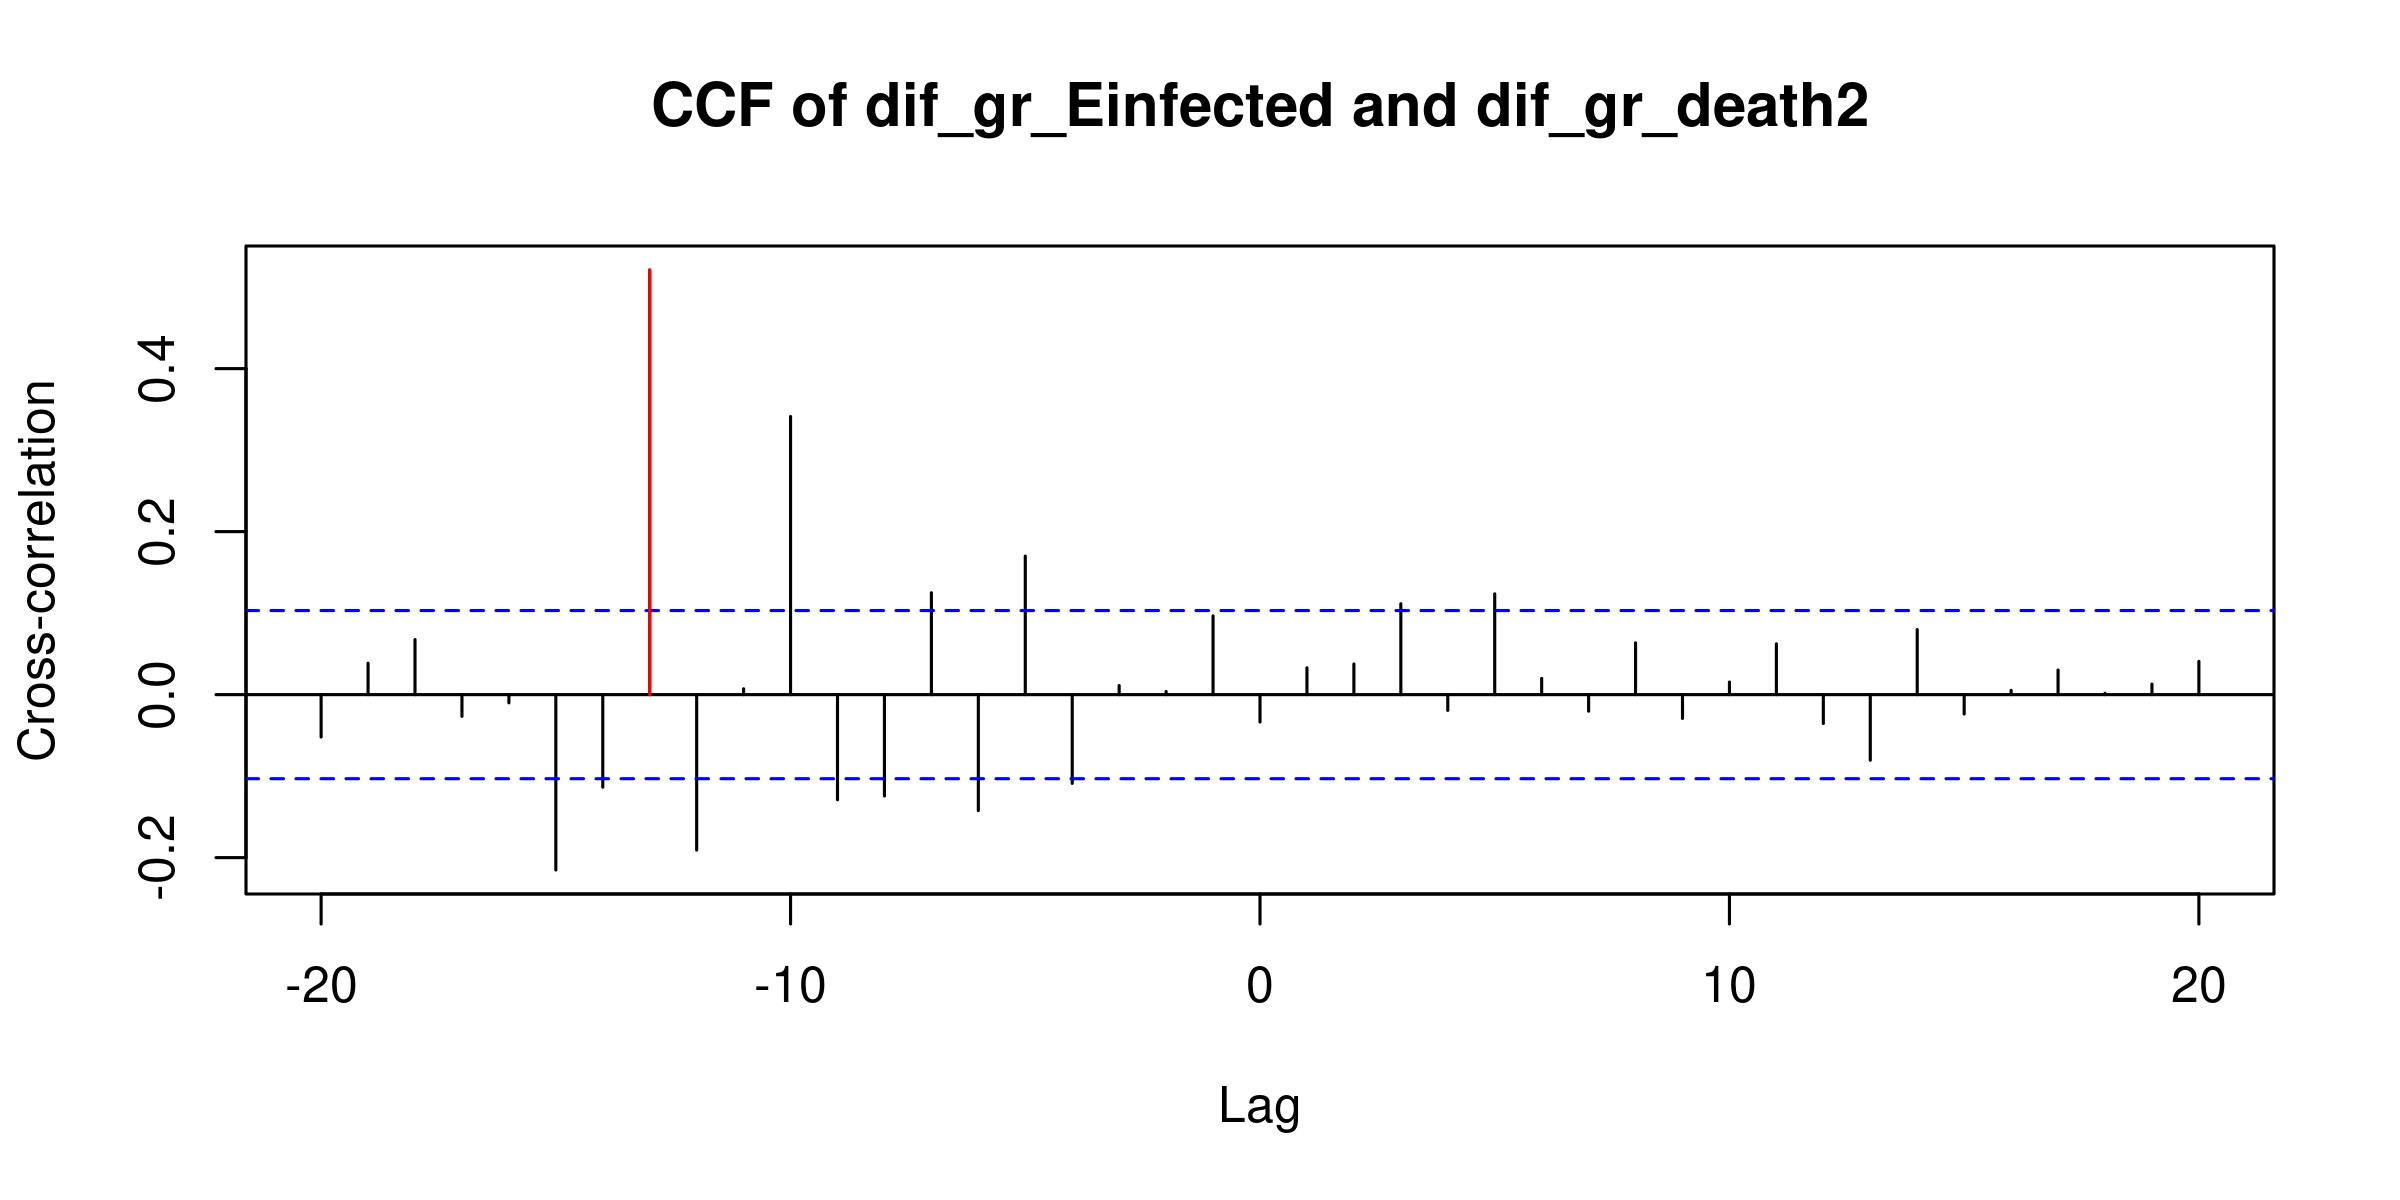 CCF of dif_gr_Einfected and dif_gr_death2
Cross-correlation
0.4
0.2
0.0
-0.2
-20 -10 0 10 20
Lag